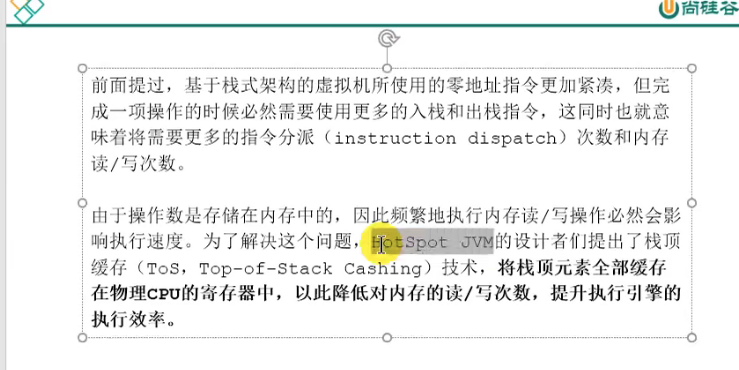 尚硅谷
前面提过，基于栈式架构的虚拟机所使用的零地址指令更加紧凑，但完
成一项操作的时候必然需要使用更多的入栈和出栈指令，这同时也就意
味着将需要更多的指令分派（instruction dispatch）次数和内存
读/写次数。
由于操作数是存储在内存中的，因此频繁地执行内存读/写操作必然会影
响执行速度。为了解决这个问题，HotSpot JVM的设计者们提出了栈顶
缓存（ToS，Top-of-Stack Cashing）技术，将栈顶元素全部缓存
在物理CPU的寄存器中，以此降低对内存的读/写次数，提升执行引擎的
执行效率。